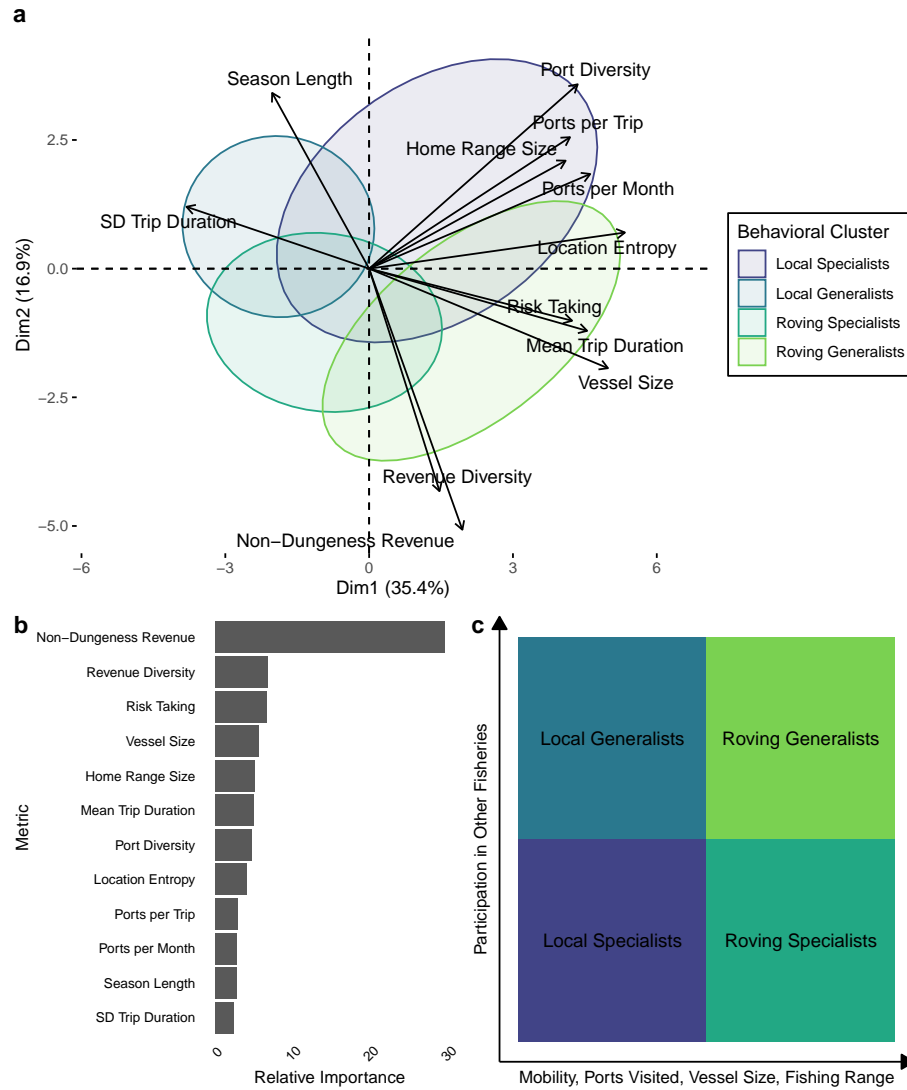 a
Season Length
Port Diversity
Ports per Trip
Home Range Size
Ports per Month
SD Trip Duration
Location Entropy
Risk Taking
Mean Trip Duration
Vessel Size
Revenue Diversity
Non−Dungeness Revenue
2.5
0.0
−2.5
−5.0
Dim2 (16.9%)
−6
−3
0
3
6
Dim1 (35.4%)
Behavioral Cluster
Local Specialists
Local Generalists
Roving Specialists
Roving Generalists
b
Non−Dungeness Revenue
Revenue Diversity
Risk Taking
Vessel Size
Home Range Size
Mean Trip Duration
Port Diversity
Location Entropy
Ports per Trip
Ports per Month
Season Length
SD Trip Duration
Metric
0
10
20
30
Relative Importance
c
Local Generalists
Roving Generalists
Local Specialists
Roving Specialists
Participation in Other Fisheries
Mobility, Ports Visited, Vessel Size, Fishing Range